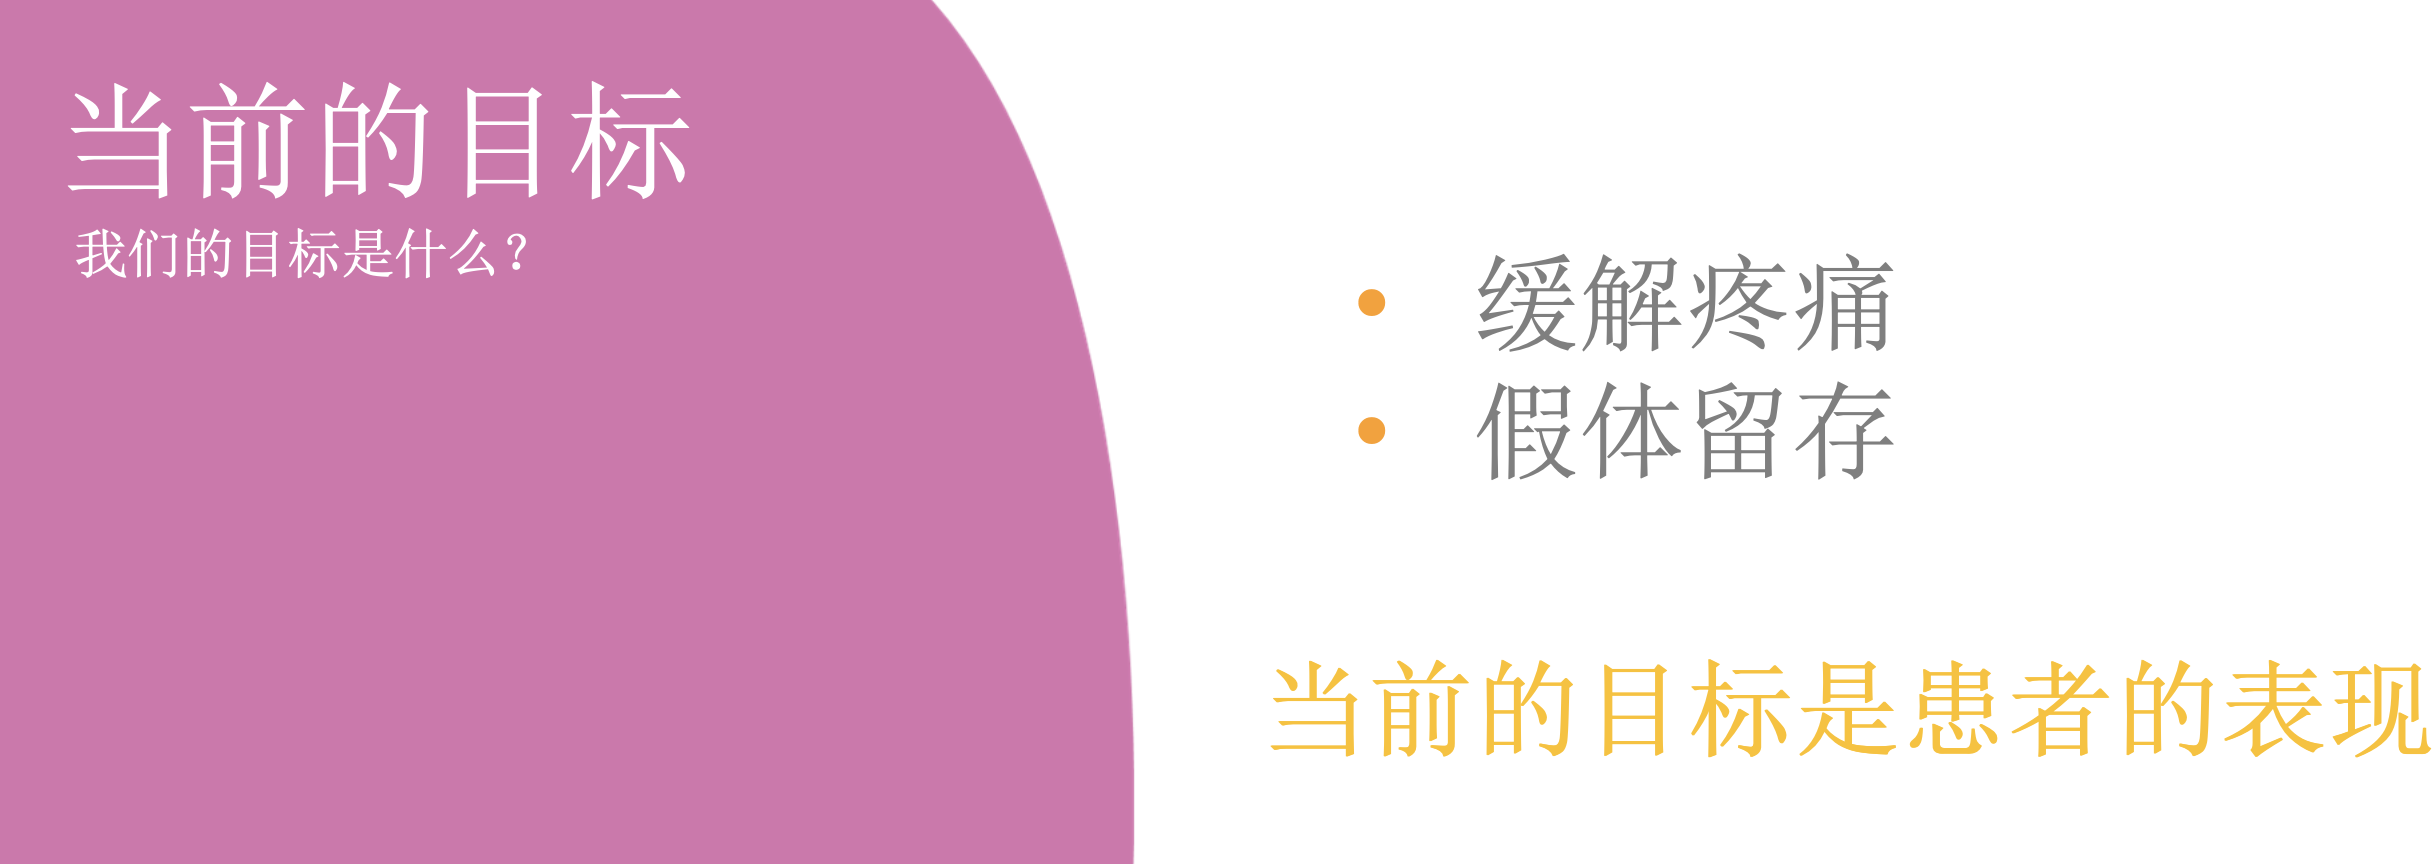 当前的目标
我们的目标是什么？
• 缓解疼痛
• 假体留存
当前的目标是患者的表现